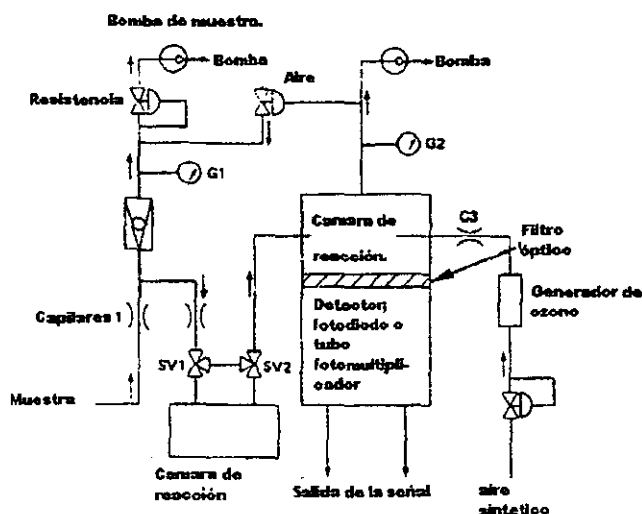 Bomba de muestra.
Bomba
Bomba
Aire
Resistencia
G1
G2
Camara de
reacción.
C3
Filtro
óptico
Capilares 1
Detector;
fotodiodo o
tubo
fotomultipli-
cador
Generador de
ozono
SV1
SV2
Muestra
Camara de
reacción
Salida de la señal
aire
sintetico